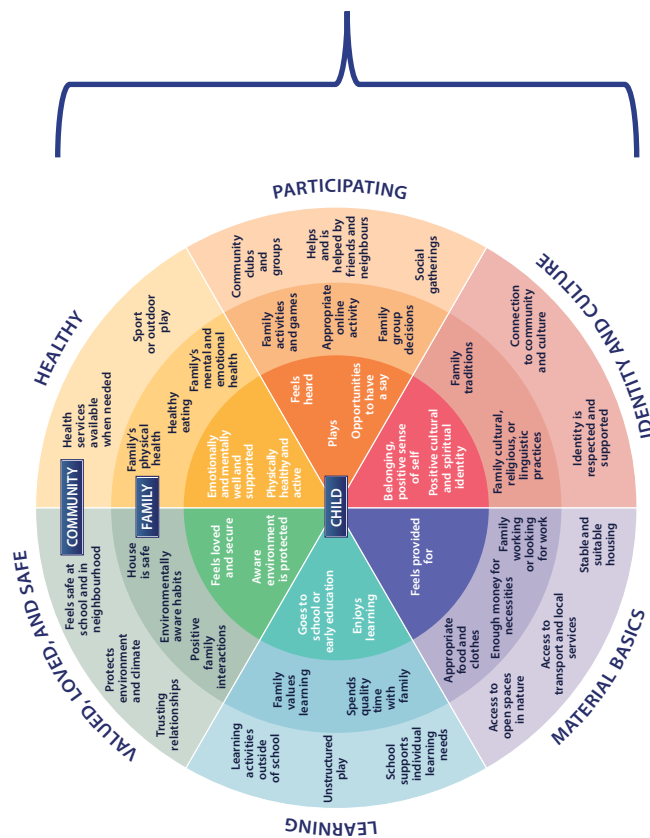 HEALTHY
Health services
available
when needed
Sport
or outdoor
play
Family's
physical
health
Healthy
eating
Family's
mental and
emotional
health
Emotionally
and mentally
well and
supported
Physically
healthy and
active
PARTICIPATING
Community
clubs
and
groups
Helps
and is
helped by
friends and
neighbours
Social
gatherings
Family
activities
and games
Appropriate
online
activity
Family
group
decisions
Feels
heard
Plays
Opportunities
to have
a say
IDENTITY AND CULTURE
Connection
to community
and culture
Identity is
respected and
supported
Family
traditions
Family cultural,
religious, or
linguistic
practices
Belonging,
positive sense
of self
Positive cultural
and spiritual
identity
MATERIAL BASICS
Stable and
suitable
housing
Access to
transport and local
services
Access to
open spaces
in nature
Family
working
or looking
for work
Enough money for
necessities
Appropriate
food and
clothes
Feels provided
for
LEARNING
Learning
activities
outside
of school
Unstructured
play
School
supports
individual
learning
needs
Family
values
learning
Spends
quality
time
with
family
Goes to
school or
early education
Enjoys
learning
VALUED, LOVED, AND SAFE
Feels safe at
school and in
neighbourhood
Protects
environment
and climate
Trusting
relationships
House
is safe
Environmentally
aware habits
Positive
family
interactions
Feels loved
and secure
Aware
environment
is protected
COMMUNITY
FAMILY
CHILD